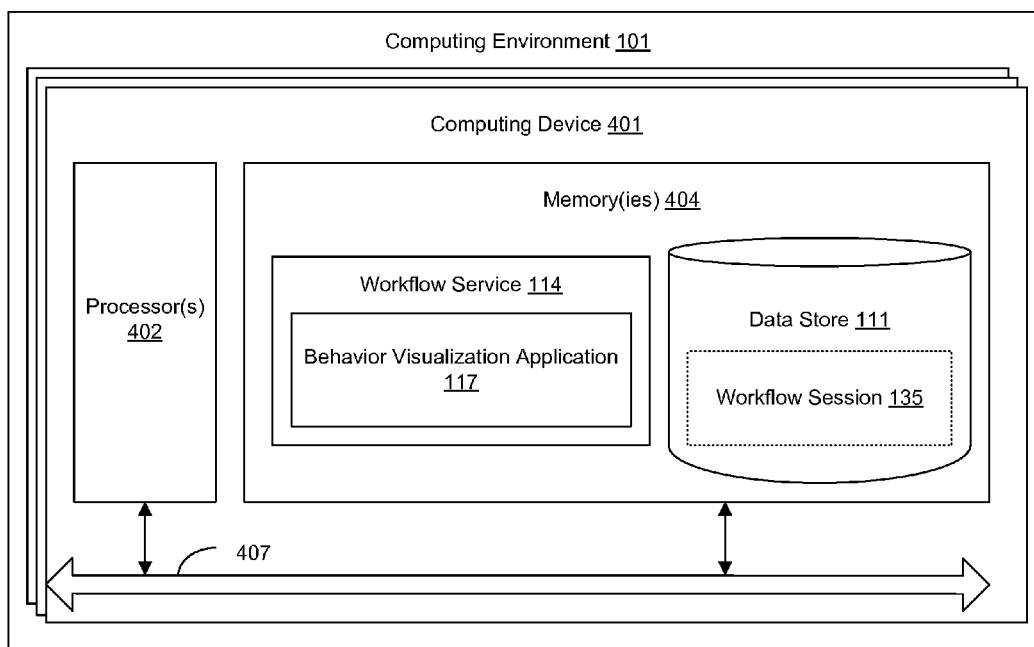 Computing Environment 101
Computing Device 401
Processor(s)
402
Memory(ies) 404
Workflow Service 114
Behavior Visualization Application
117
Data Store 111
Workflow Session 135
407